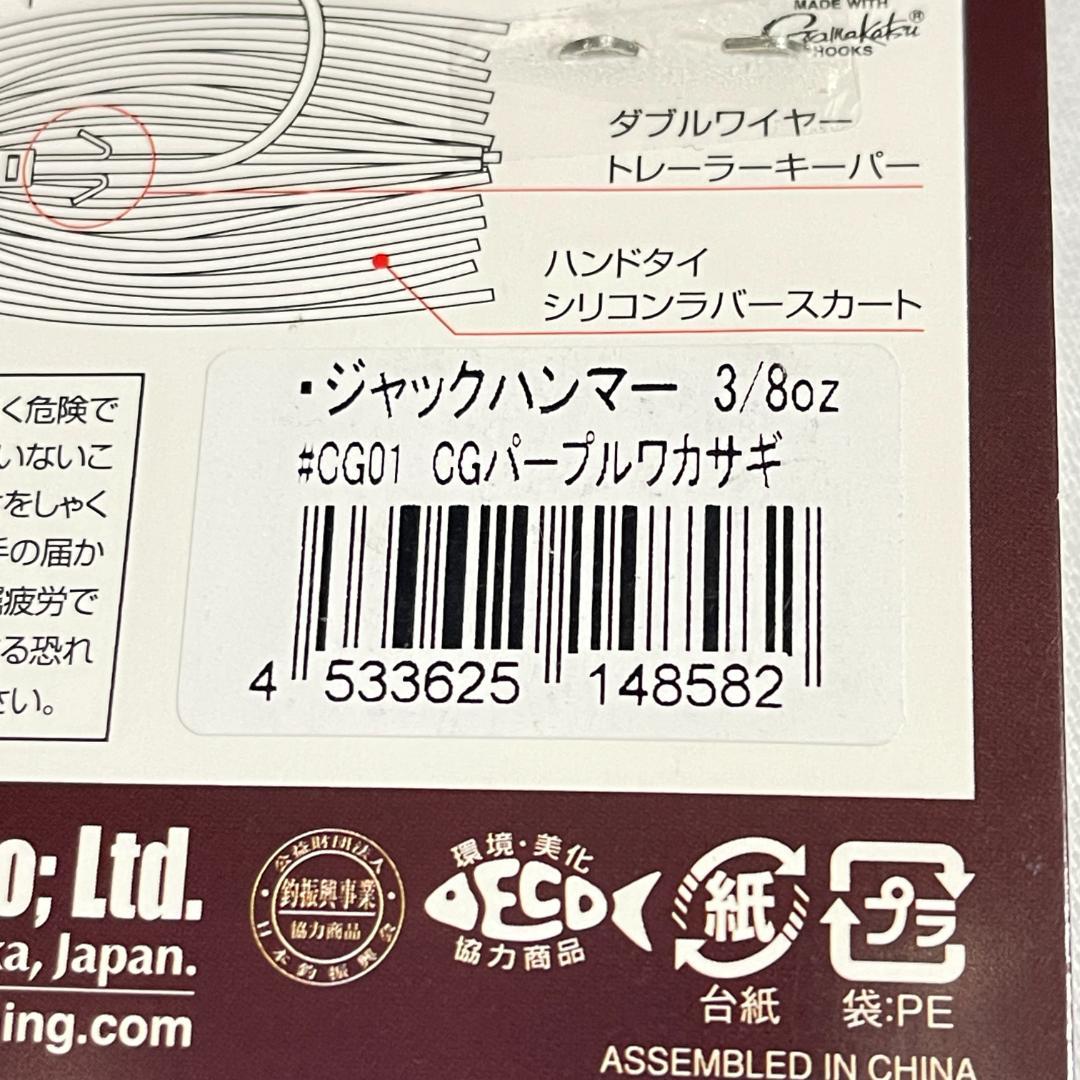 MADE WITH
Gamakatsu®
HOOKS
ダブルワイヤー
トレーラーキーパー
ハンドタイ
シリコンラバースカート
・ジャックハンマー 3/8oz
#CG01 CGパープルワカサギ
4 533625 148582
く危険で
いないこ
をしゃく
手の届か
疲労で
る恐れ
さい。
o; Ltd.
ka, Japan.
ing.com
公益財団法人
釣振興事業
協力商品
日本釣振興会
環境・美化
ECO
協力商品
紙
台紙
プラ
袋:PE
ASSEMBLED IN CHINA